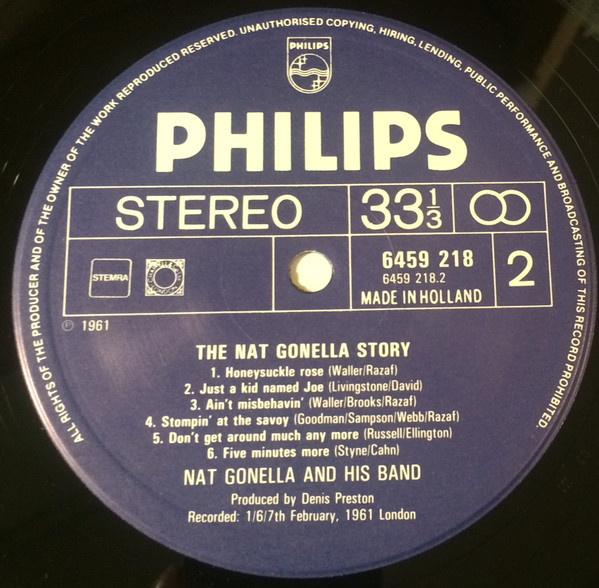 ALL RIGHTS OF THE PRODUCER AND OF THE OWNER OF THE WORK REPRODUCED RESERVED. UNAUTHORISED COPYING, HIRING, LENDING, PUBLIC PERFORMANCE AND BROADCASTING OF THIS RECORD PROHIBITED.
PHILIPS
PHILIPS
STEREO
33 1/3
STEMRA
6459 218
6459 218.2
MADE IN HOLLAND
2
℗ 1961
THE NAT GONELLA STORY
1. Honeysuckle rose (Waller/Razaf)
2. Just a kid named Joe (Livingstone/David)
3. Ain't misbehavin' (Waller/Brooks/Razaf)
4. Stompin' at the savoy (Goodman/Sampson/Webb/Razaf)
5. Don't get around much any more (Russell/Ellington)
6. Five minutes more (Styne/Cahn)
NAT GONELLA AND HIS BAND
Produced by Denis Preston
Recorded: 1/6/7th February, 1961 London